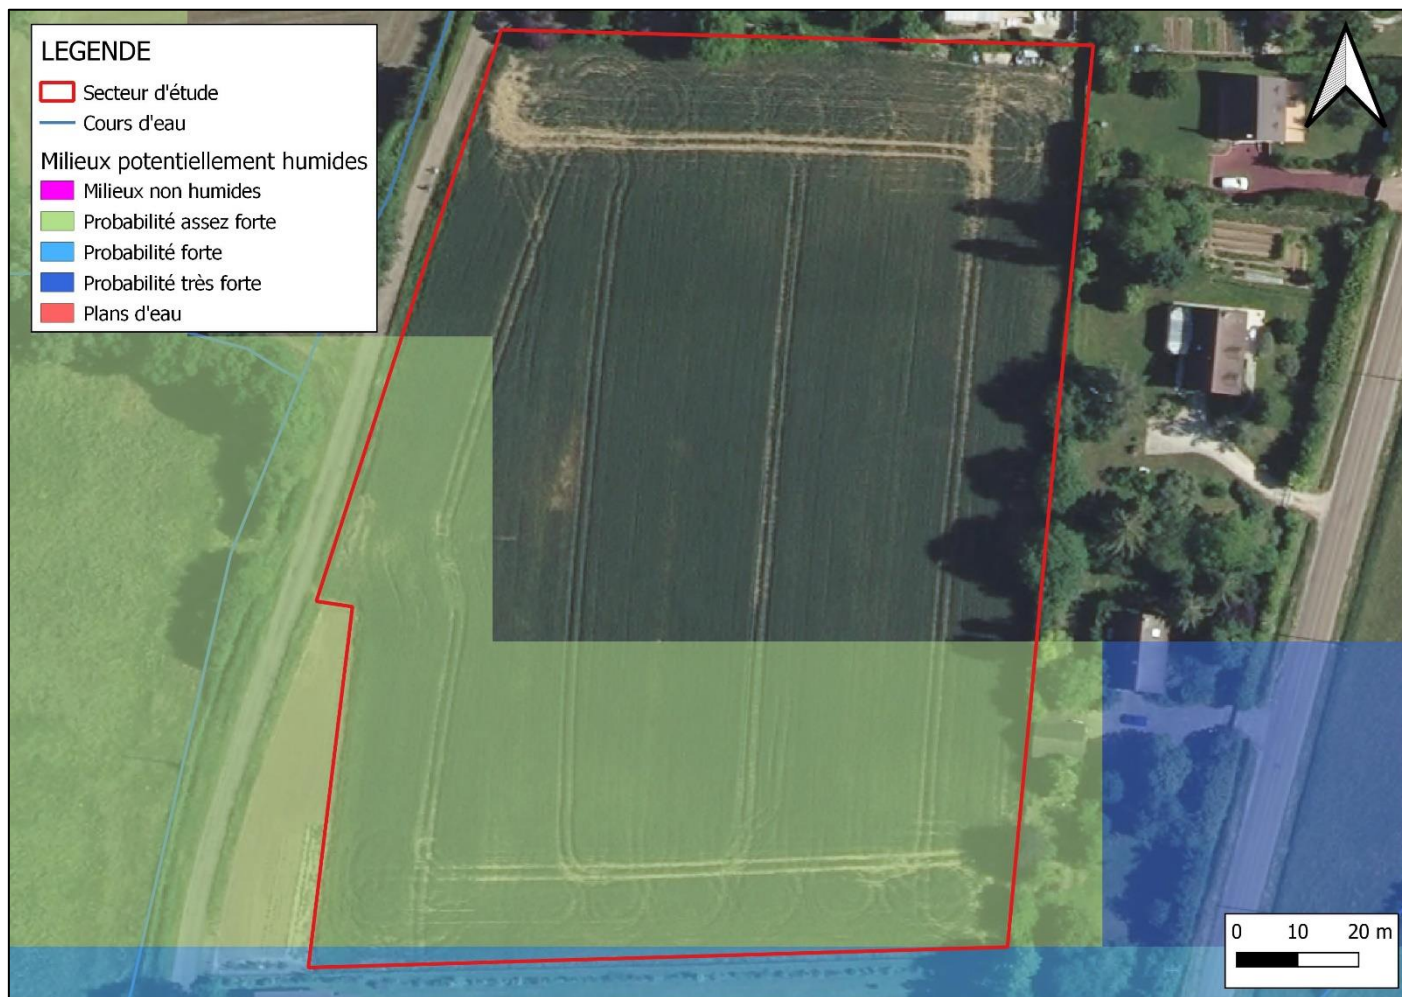 LEGENDE
Secteur d'étude
Cours d'eau
Milieux potentiellement humides
Milieux non humides
Probabilité assez forte
Probabilité forte
Probabilité très forte
Plans d'eau
0 10 20 m